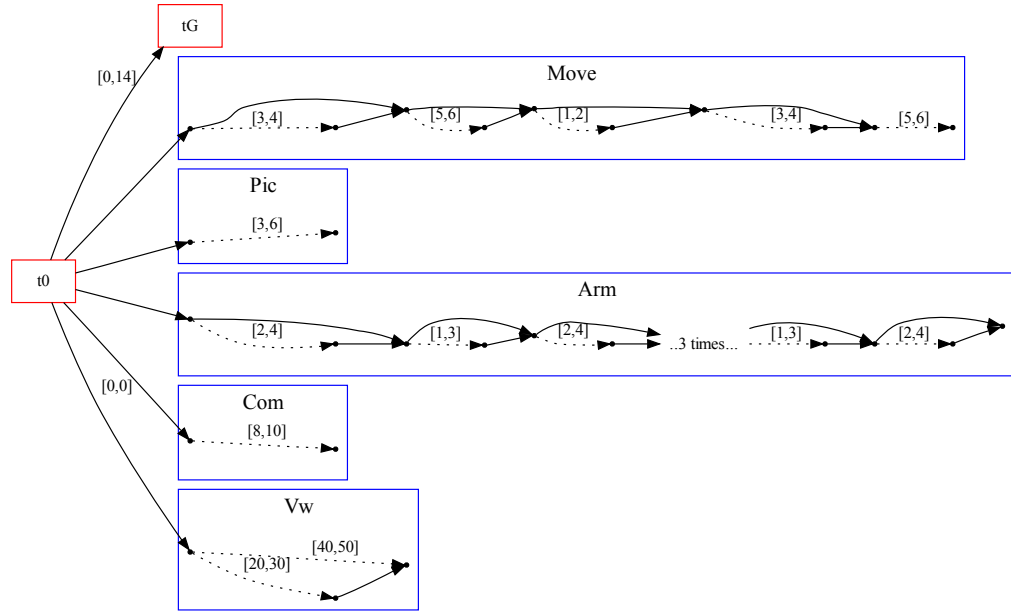 tG
[0,14]
Move
[3,4]
[5,6]
[1,2]
[3,4]
[5,6]
Pic
[3,6]
t0
Arm
[2,4]
[1,3]
[2,4]
..3 times...
[1,3]
[2,4]
[0,0]
Com
[8,10]
Vw
[40,50]
[20,30]